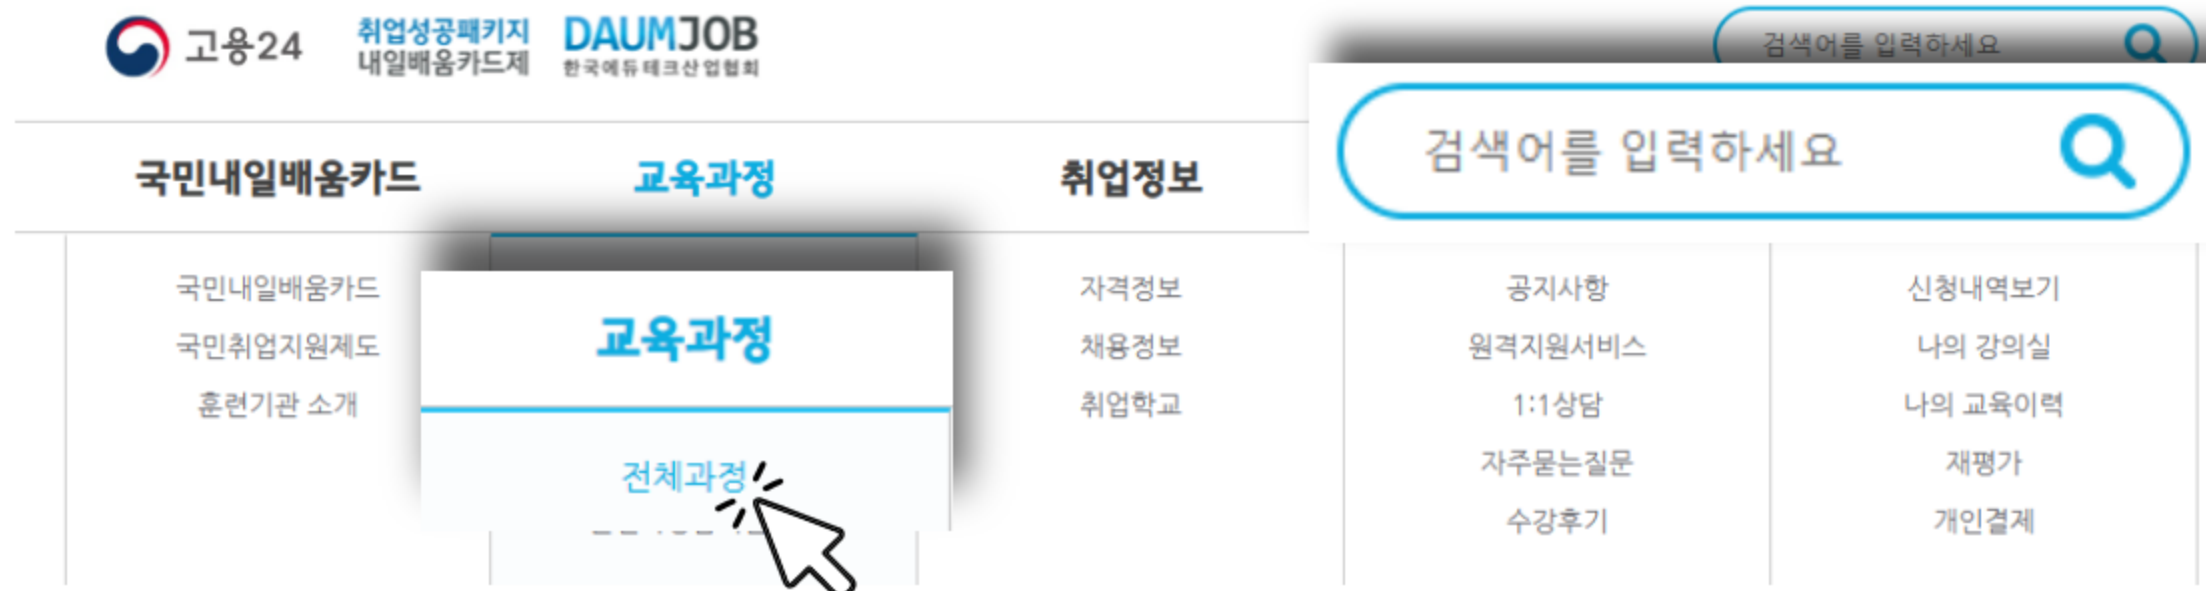 고용24
취업성공패키지
내일배움카드제
DAUMJOB
한국에듀테크산업협회
검색어를 입력하세요
검색어를 입력하세요
국민내일배움카드
교육과정
취업정보
국민내일배움카드
국민취업지원제도
훈련기관 소개
교육과정
전체과정
자격정보
채용정보
취업학교
공지사항
원격지원서비스
1:1상담
자주묻는질문
수강후기
신청내역보기
나의 강의실
나의 교육이력
재평가
개인결제